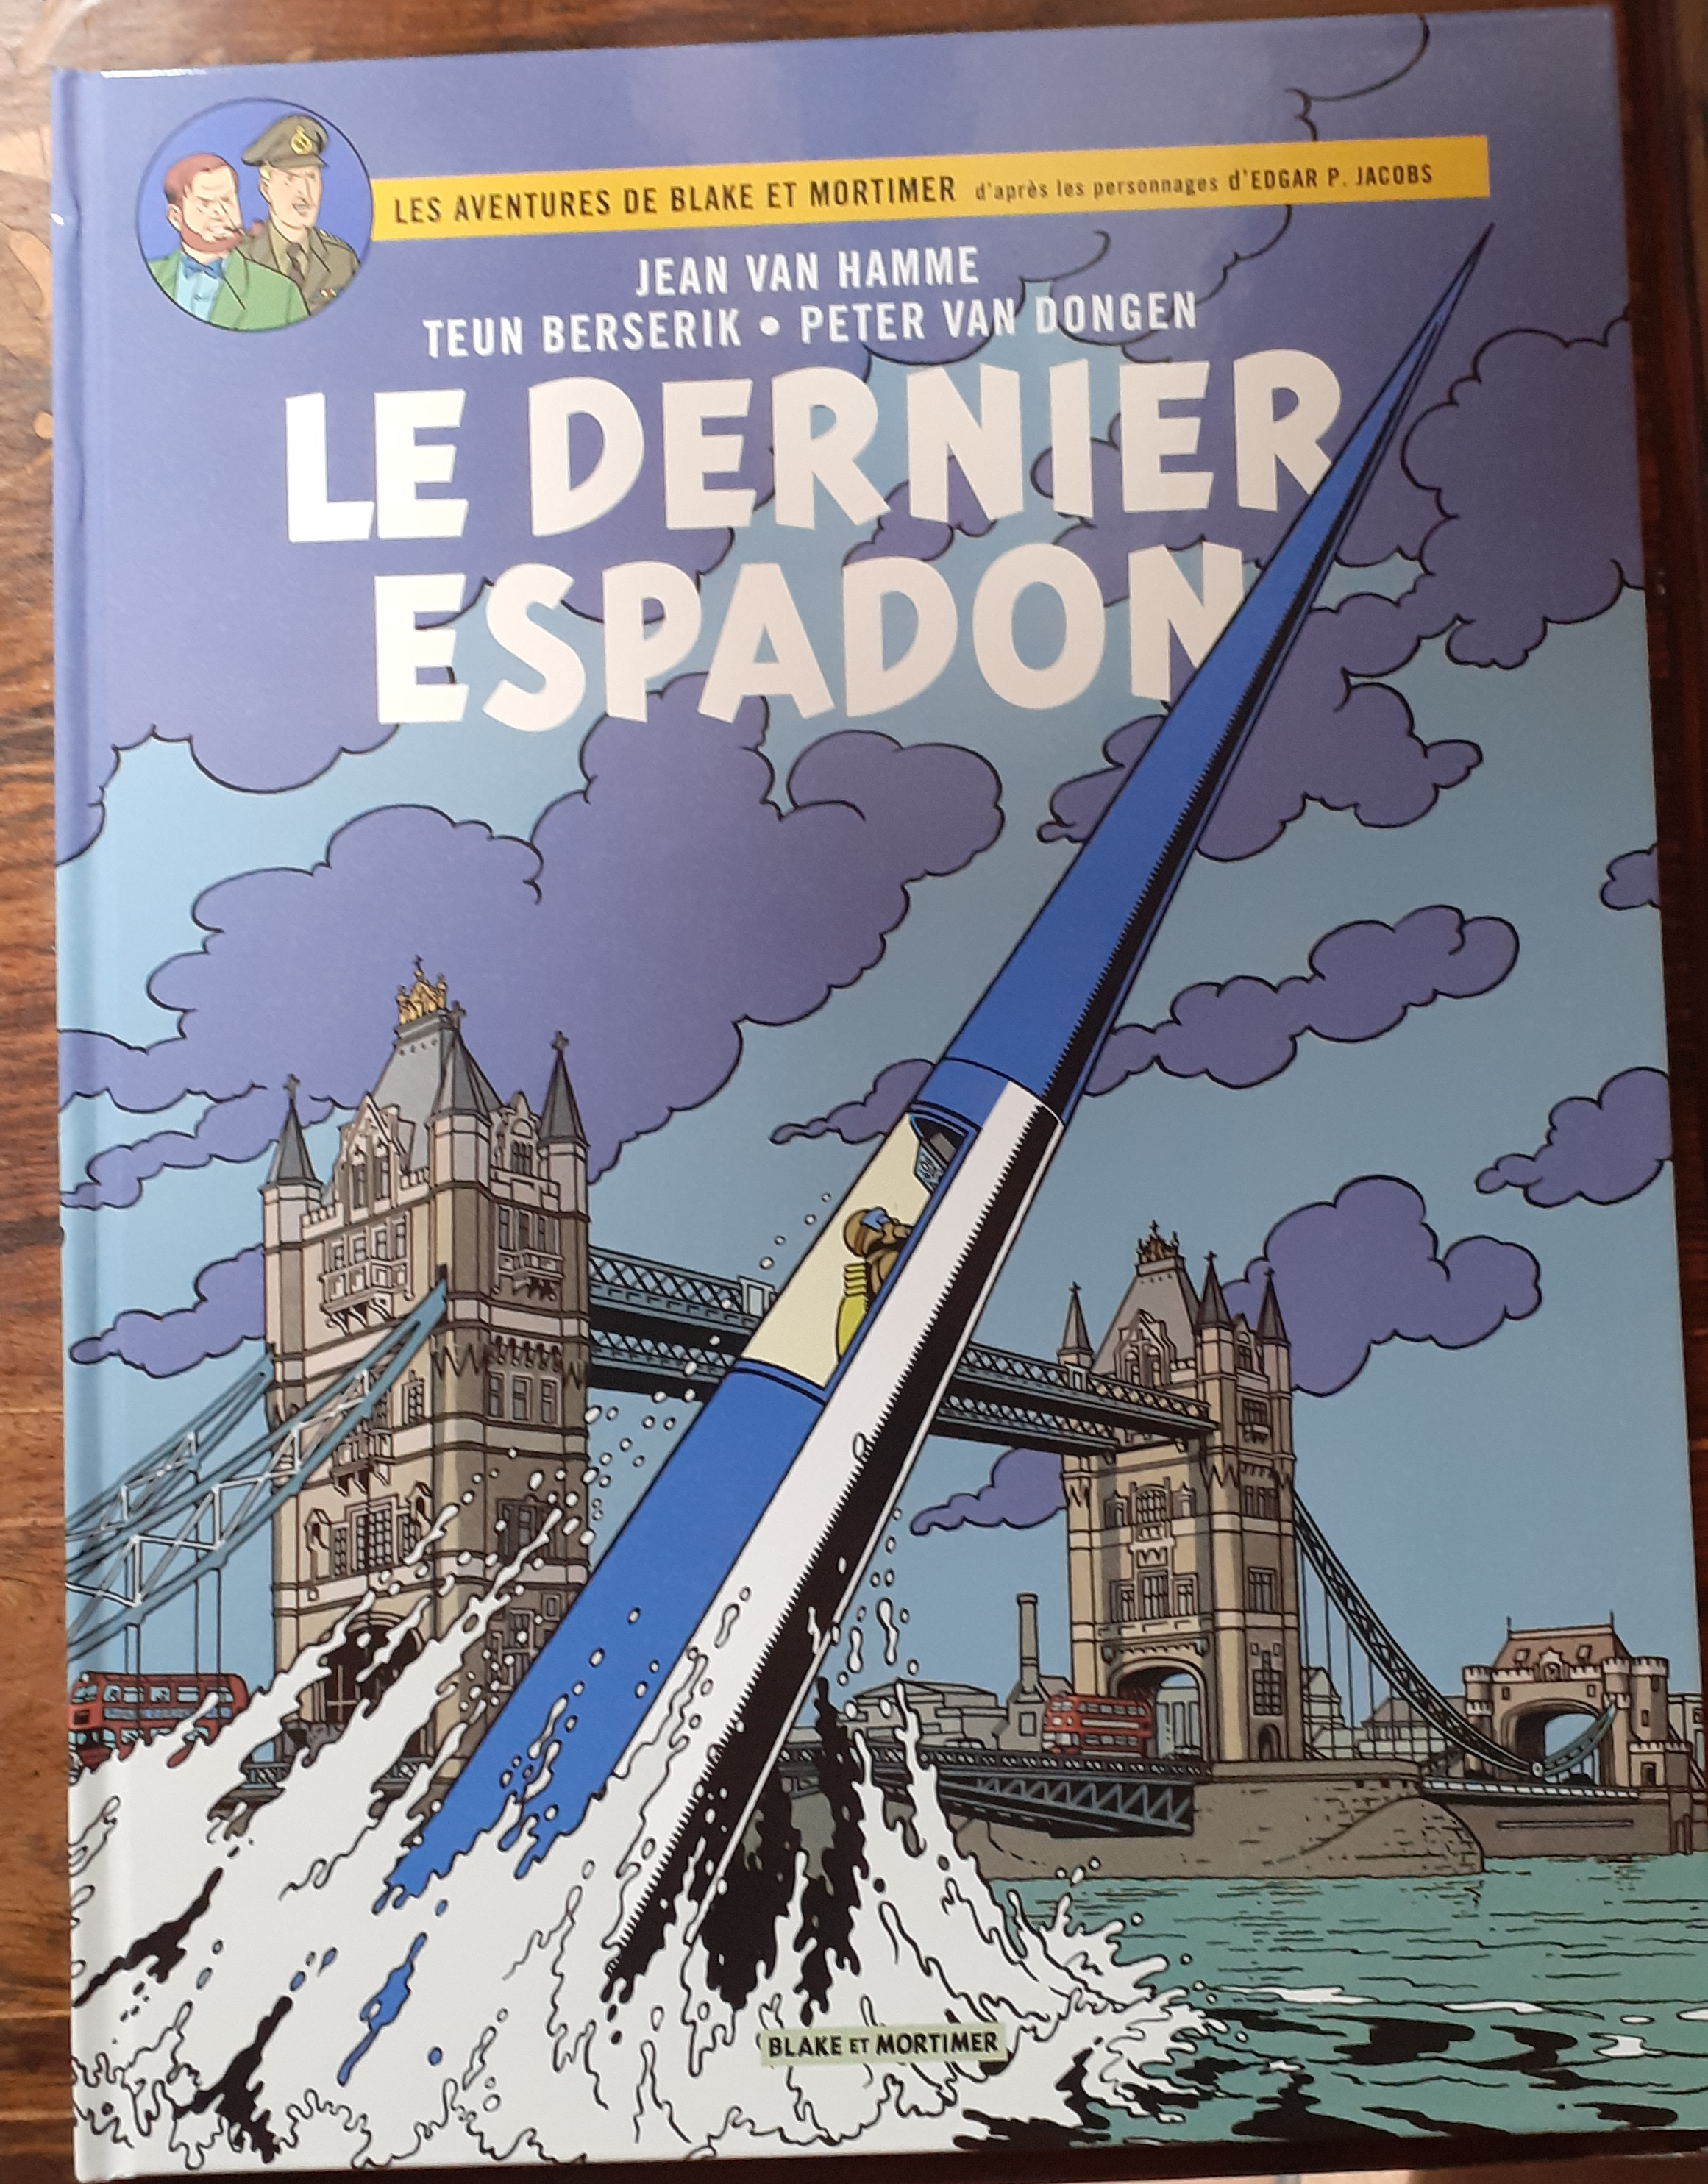 LES AVENTURES DE BLAKE ET MORTIMER d'après les personnages d'EDGAR P. JACOBS
JEAN VAN HAMME
TEUN BERSERIK • PETER VAN DONGEN
LE DERNIER
ESPADON
BLAKE ET MORTIMER